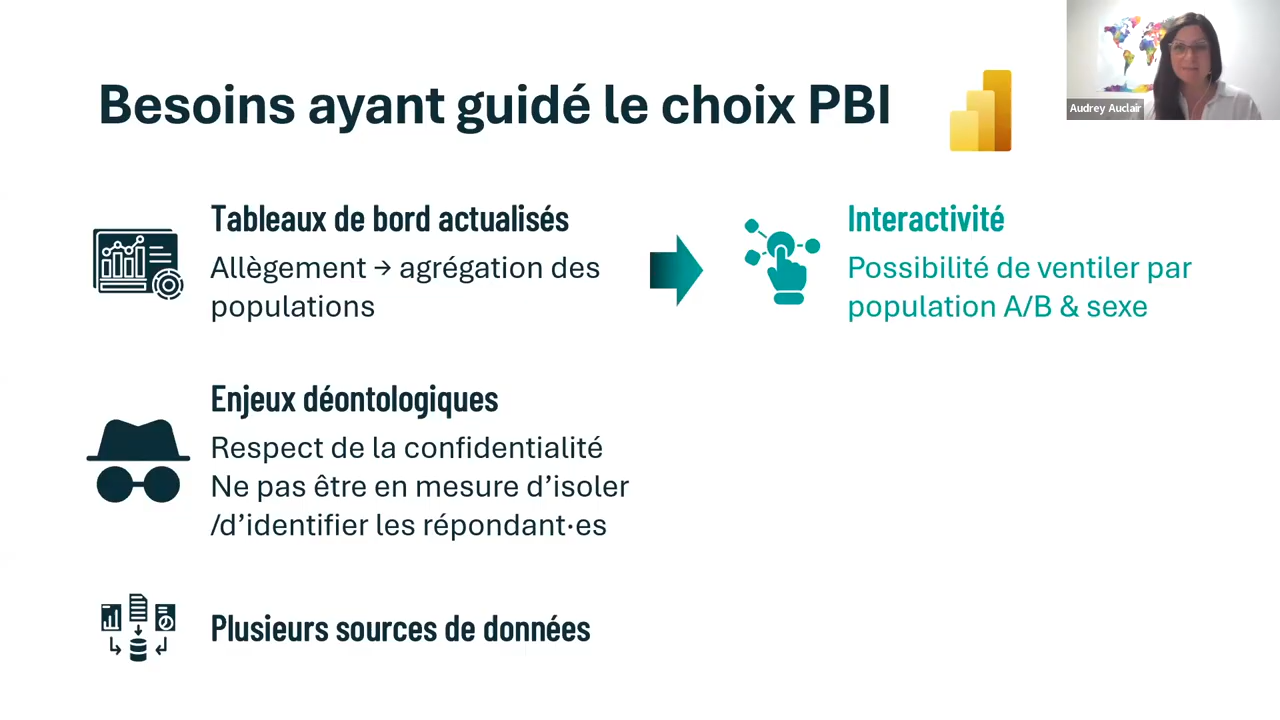 Besoins ayant guidé le choix PBI
Audrey Auclair
Tableaux de bord actualisés
Allègement → agrégation des
populations
Interactivité
Possibilité de ventiler par
population A/B & sexe
Enjeux déontologiques
Respect de la confidentialité
Ne pas être en mesure d’isoler
/d’identifier les répondant·es
Plusieurs sources de données